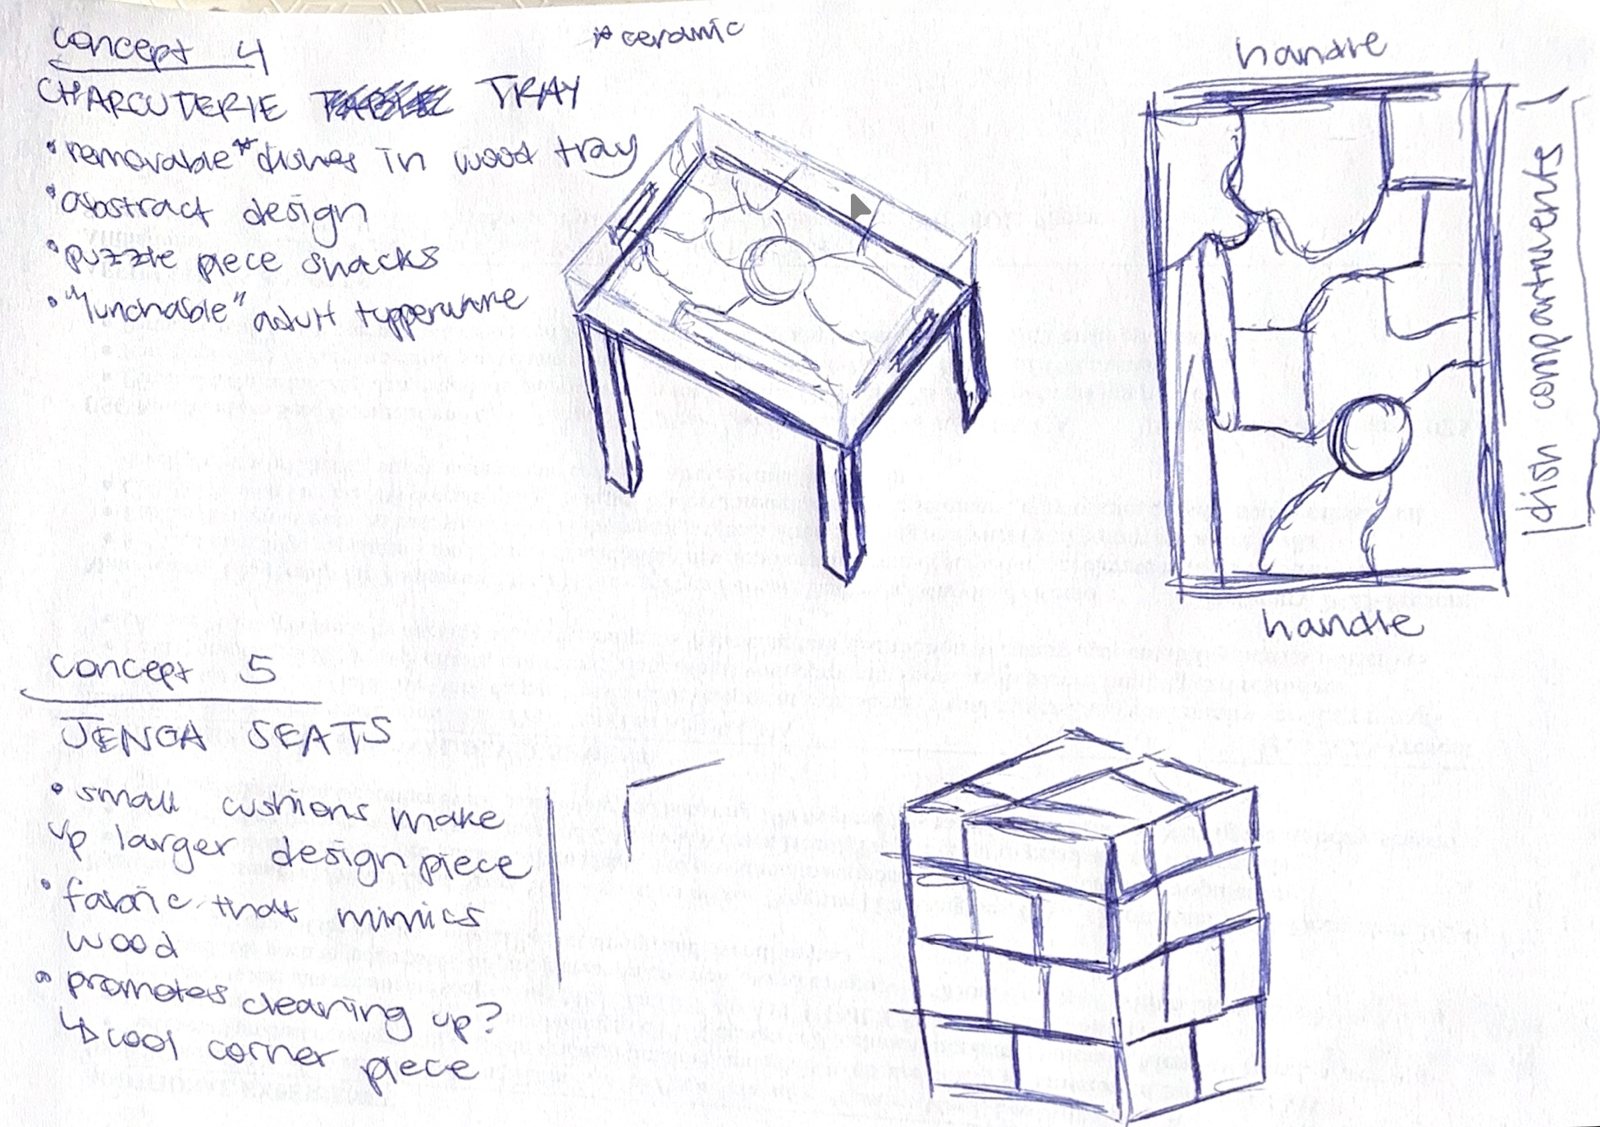 concept 4
*ceramic
CHARCUTERIE TRAY
• removable* dishes in wood tray
• abstract design
• puzzle piece snacks
• "lunchable" adult tupperware
handle
dish compartments
handle
concept 5
JENGA SEATS
• small cushions make
up larger design piece
• fabric that mimics
wood
• promotes cleaning up?
↳ cool corner piece